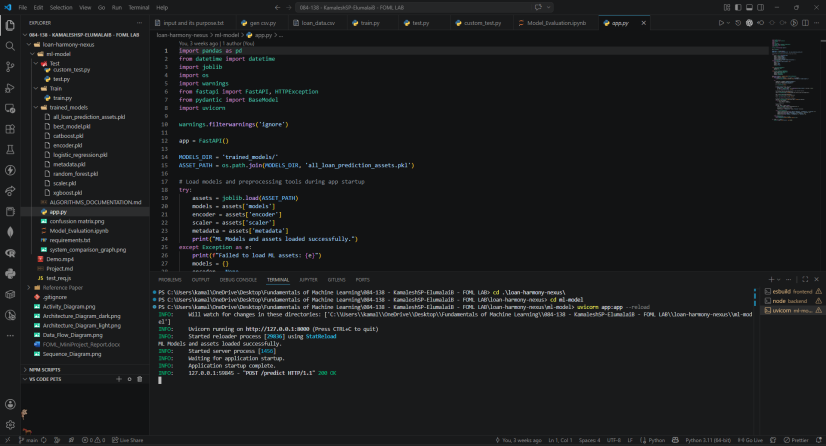 File Edit Selection View Go Run Terminal Help
084-138 - KamaleshSP-ElumalaiB - FOML LAB
EXPLORER
084-138 - KAMALESHSP-ELUMALAIB - FOML LAB
loan-harmony-nexus
ml-model
Test
custom_test.py
test.py
Train
train.py
trained_models
all_loan_prediction_assets.pkl
best_model.pkl
catboost.pkl
encoder.pkl
logistic_regression.pkl
metadata.pkl
random_forest.pkl
scaler.pkl
xgboost.pkl
ALGORITHMS_DOCUMENTATION.md
app.py
confussion matrix.png
Model_Evaluation.ipynb
requirements.txt
system_comparison_graph.png
Demo.mp4
Project.md
test_req.js
Reference Paper
.gitignore
Activity_Diagram.png
Architecture_Diagram_dark.png
Architecture_Diagram_light.png
Data_Flow_Diagram.png
FOML_MiniProject_Report.docx
Sequence_Diagram.png
NPM SCRIPTS
VS CODE PETS
input and its purpose.txt
gen csv.py
loan_data.csv
train.py
test.py
custom_test.py
Model_Evaluation.ipynb
app.py
loan-harmony-nexus > ml-model > app.py > ...
You, 3 weeks ago | 1 author (You)
1 import pandas as pd
2 from datetime import datetime
3 import joblib
4 import os
5 import warnings
6 from fastapi import FastAPI, HTTPException
7 from pydantic import BaseModel
8 import uvicorn
9
10 warnings.filterwarnings('ignore')
11
12 app = FastAPI()
13
14 MODELS_DIR = 'trained_models/'
15 ASSET_PATH = os.path.join(MODELS_DIR, 'all_loan_prediction_assets.pkl')
16
17 # Load models and preprocessing tools during app startup
18 try:
19 assets = joblib.load(ASSET_PATH)
20 models = assets['models']
21 encoder = assets['encoder']
22 scaler = assets['scaler']
23 metadata = assets['metadata']
24 print("ML Models and assets loaded successfully.")
25 except Exception as e:
26 print(f"Failed to load ML assets: {e}")
27 models = {}
PROBLEMS OUTPUT DEBUG CONSOLE TERMINAL JUPYTER GITLENS PORTS
PS C:\Users\kamal\OneDrive\Desktop\Fundamentals of Machine Learning\084-138 - KamaleshSP-ElumalaiB - FOML LAB> cd .\loan-harmony-nexus\
PS C:\Users\kamal\OneDrive\Desktop\Fundamentals of Machine Learning\084-138 - KamaleshSP-ElumalaiB - FOML LAB\loan-harmony-nexus> cd ml-model
PS C:\Users\kamal\OneDrive\Desktop\Fundamentals of Machine Learning\084-138 - KamaleshSP-ElumalaiB - FOML LAB\loan-harmony-nexus\ml-model> uvicorn app:app --reload
INFO: Will watch for changes in these directories: ['C:\\Users\\kamal\\OneDrive\\Desktop\\Fundamentals of Machine Learning\\084-138 - KamaleshSP-ElumalaiB - FOML LAB\\loan-harmony-nexus\\ml-mod
el']
INFO: Uvicorn running on http://127.0.0.1:8000 (Press CTRL+C to quit)
INFO: Started reloader process [29836] using StatReload
ML Models and assets loaded successfully.
INFO: Started server process [1456]
INFO: Waiting for application startup.
INFO: Application startup complete.
INFO: 127.0.0.1:59845 - "POST /predict HTTP/1.1" 200 OK
esbuild frontend
node backend
uvicorn ml-mo...
main
0 0
Live Share
You, 3 weeks ago
Ln 1, Col 1
Spaces: 4
UTF-8
LF
Python
Python 3.11 (64-bit)
Go Live
Prettier